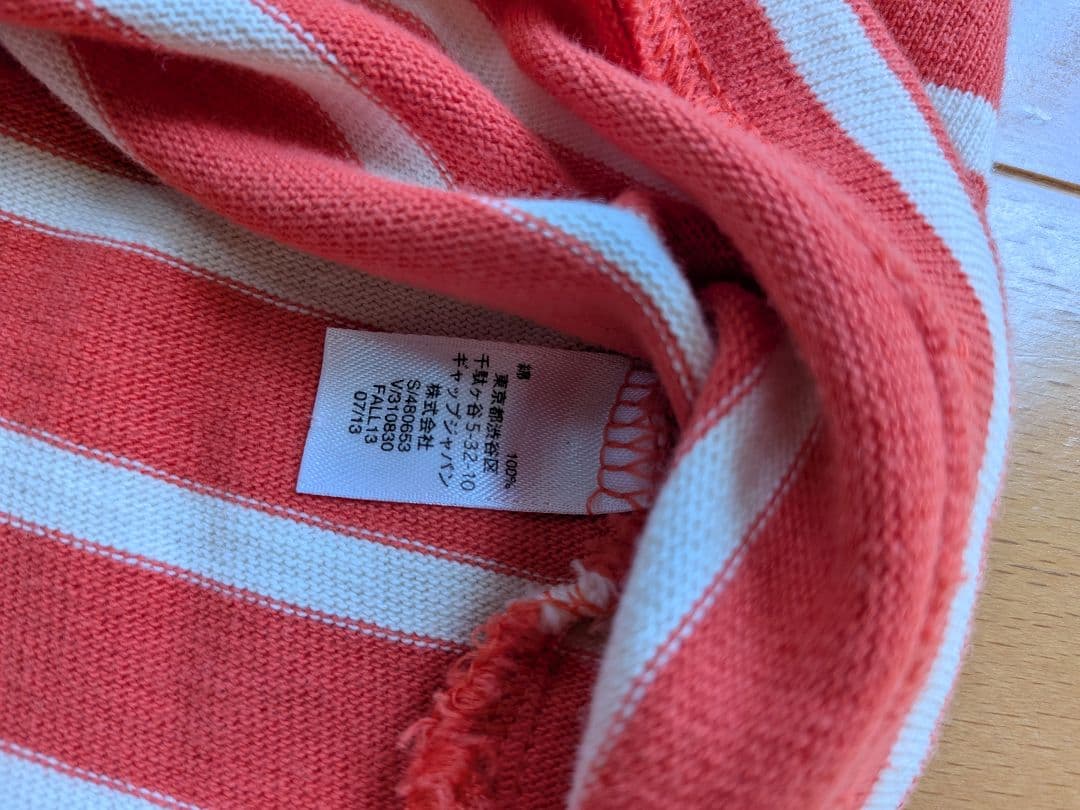 綿 100%
東京都渋谷区
千駄ヶ谷5-32-10
ギャップジャパン
株式会社
S/480653
V/310830
FALL13
07/13